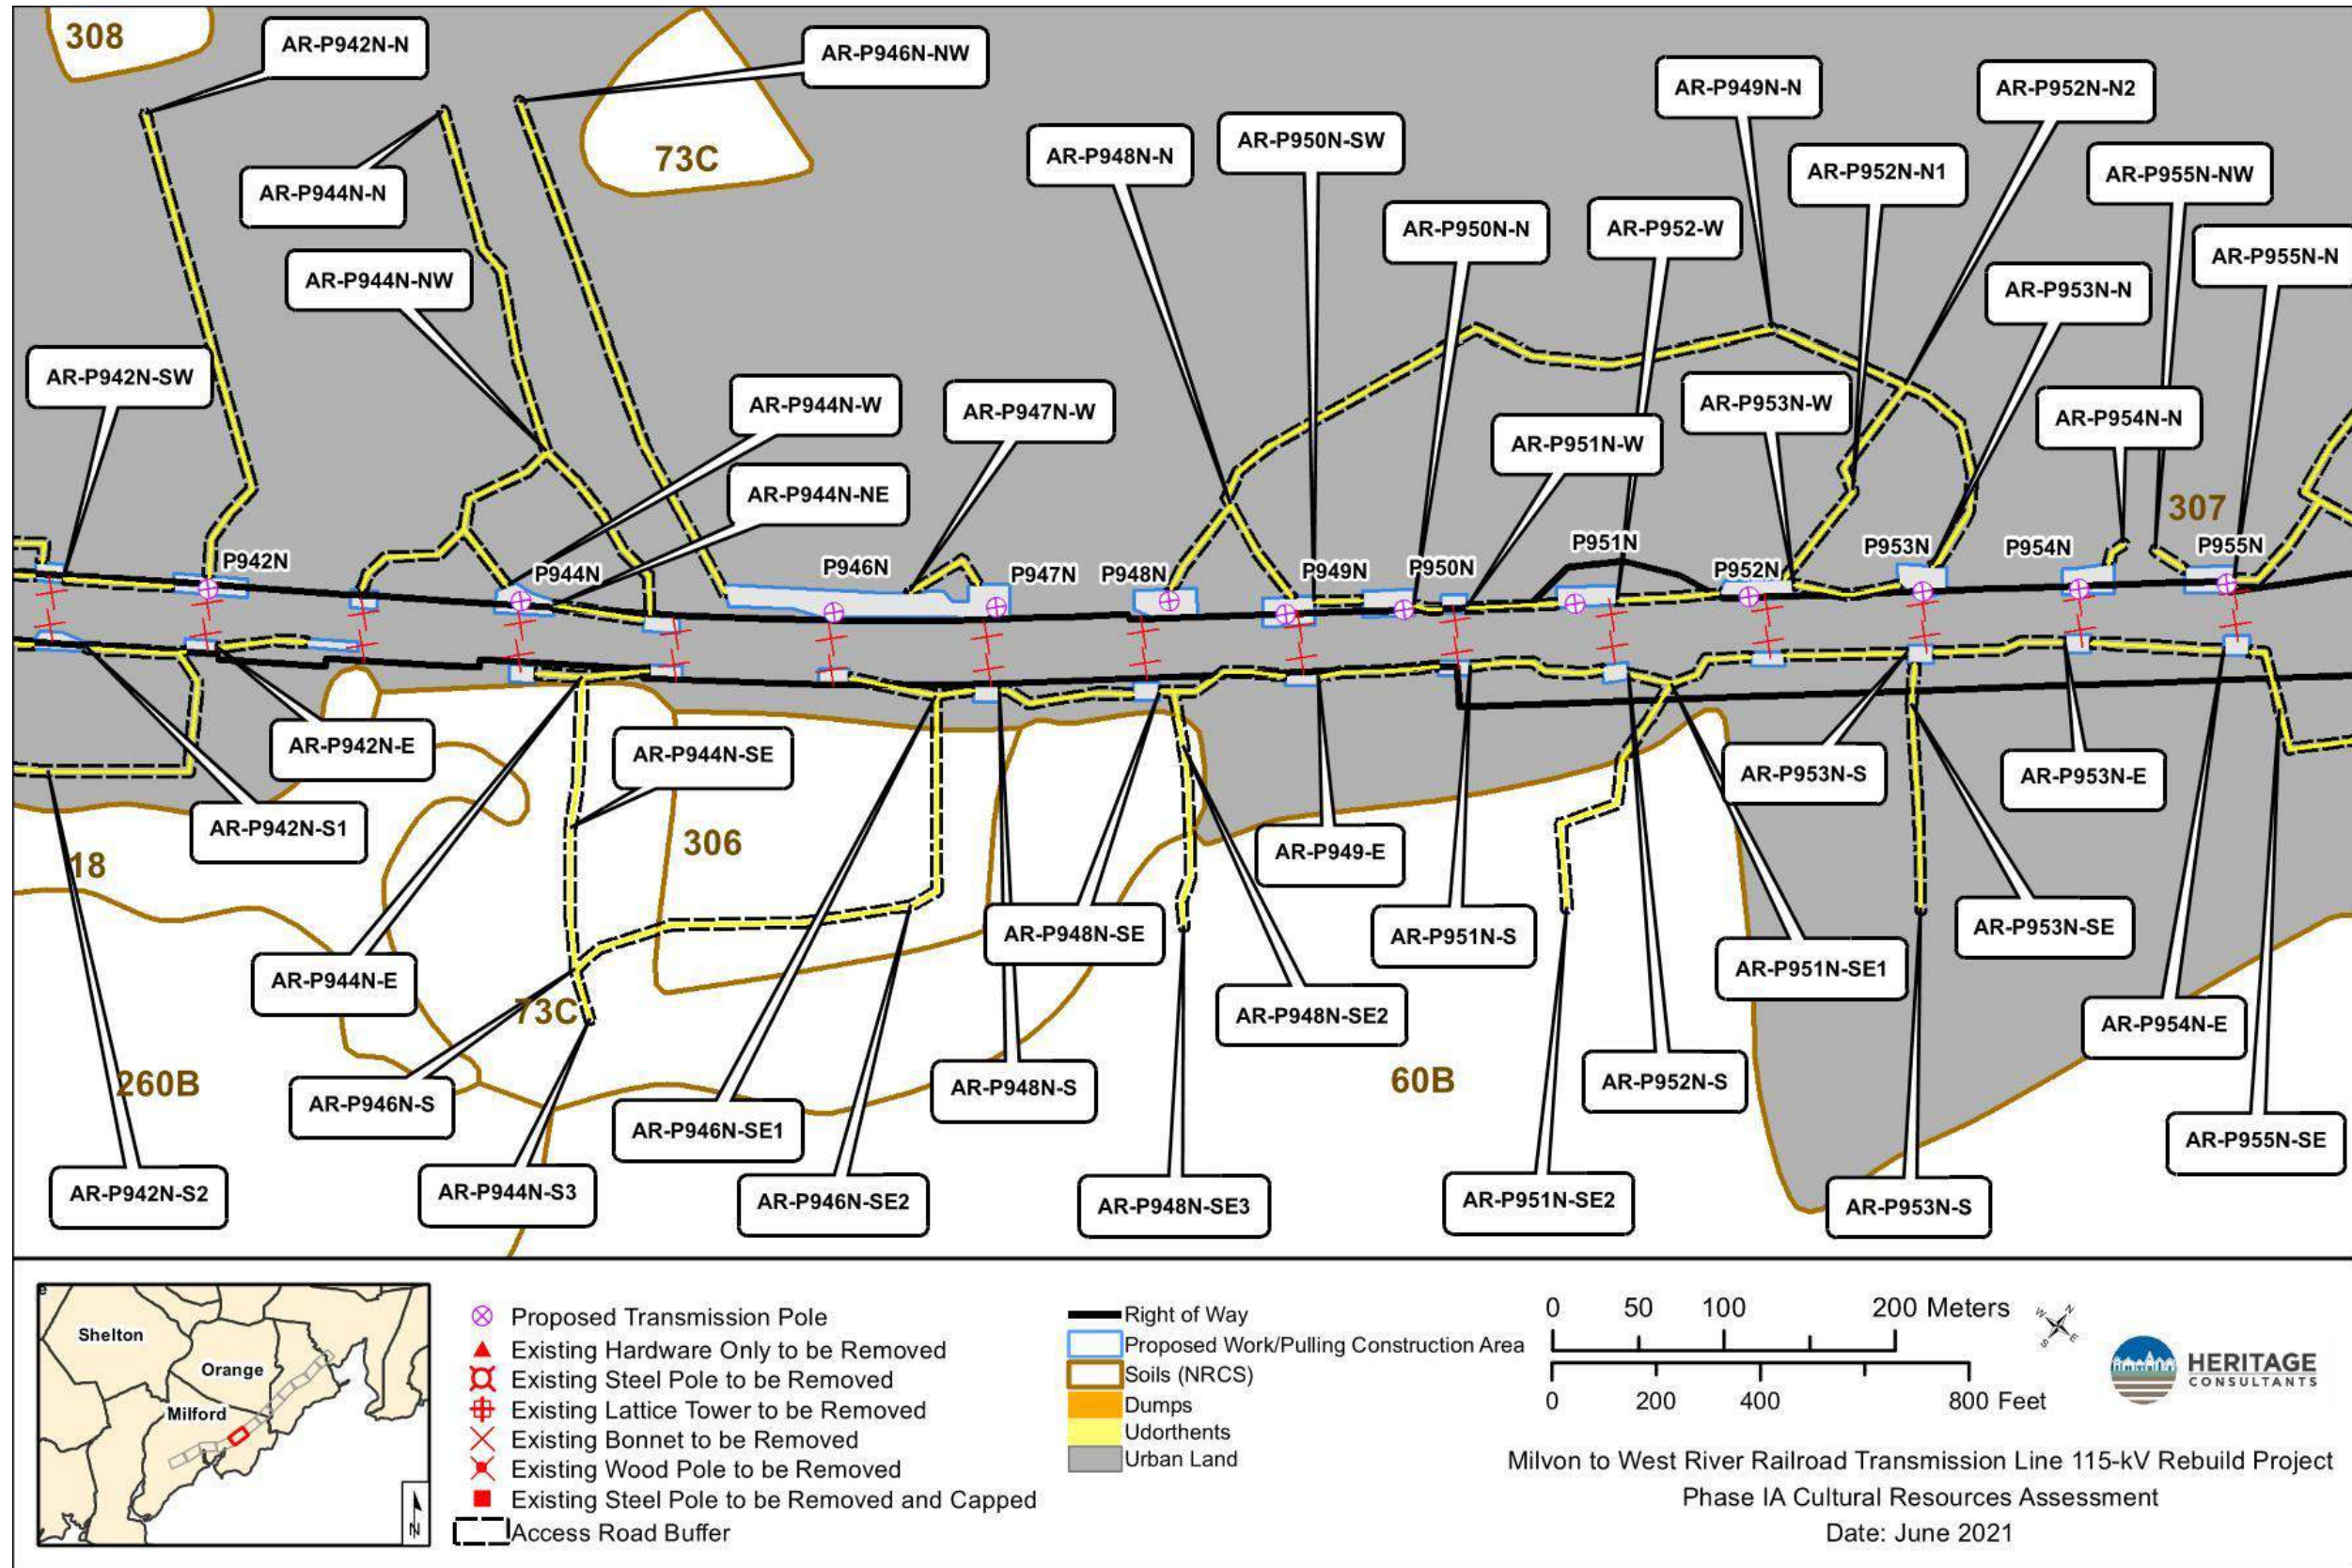 308
AR-P942N-N
AR-P946N-NW
AR-P949N-N
AR-P952N-N2
AR-P948N-N
AR-P950N-SW
73C
AR-P952N-N1
AR-P955N-NW
AR-P944N-N
AR-P950N-N
AR-P952-W
AR-P955N-N
AR-P944N-NW
AR-P953N-N
AR-P942N-SW
AR-P944N-W
AR-P947N-W
AR-P953N-W
AR-P954N-N
AR-P951N-W
AR-P944N-NE
307
P942N
P944N
P946N
P947N
P948N
P949N
P950N
P951N
P952N
P953N
P954N
P955N
AR-P942N-E
AR-P944N-SE
AR-P953N-S
AR-P953N-E
AR-P942N-S1
306
AR-P949-E
18
AR-P948N-SE
AR-P951N-S
AR-P953N-SE
AR-P944N-E
AR-P951N-SE1
73C
AR-P948N-SE2
AR-P954N-E
260B
AR-P946N-S
AR-P948N-S
60B
AR-P952N-S
AR-P946N-SE1
AR-P955N-SE
AR-P942N-S2
AR-P944N-S3
AR-P946N-SE2
AR-P948N-SE3
AR-P951N-SE2
AR-P953N-S
e
Shelton
Orange
Milford
N
Proposed Transmission Pole
Existing Hardware Only to be Removed
Existing Steel Pole to be Removed
Existing Lattice Tower to be Removed
Existing Bonnet to be Removed
Existing Wood Pole to be Removed
Existing Steel Pole to be Removed and Capped
Access Road Buffer
Right of Way
Proposed Work/Pulling Construction Area
Soils (NRCS)
Dumps
Udorthents
Urban Land
0 50 100 200 Meters
0 200 400 800 Feet
W N
S E
HERITAGE
CONSULTANTS
Milvon to West River Railroad Transmission Line 115-kV Rebuild Project
Phase IA Cultural Resources Assessment
Date: June 2021